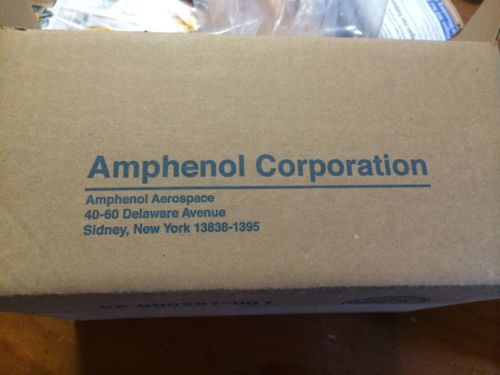 Amphenol Corporation
Amphenol Aerospace
40-60 Delaware Avenue
Sidney, New York 13838-1395